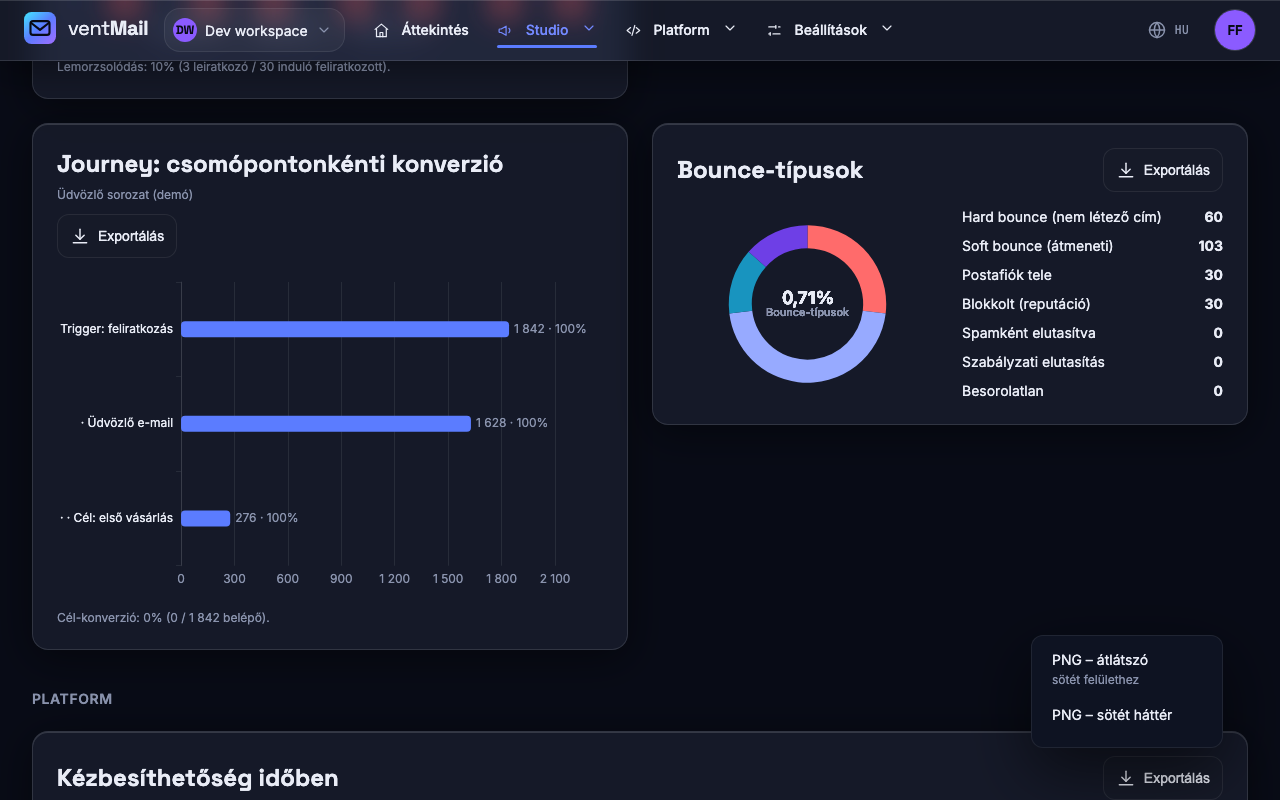 ventMail
DW Dev workspace
Áttekintés
Studio
Platform
Beállítások
HU
FF
Lemorzsolódás: 10% (3 leiratkozó / 30 induló feliratkozott).
Journey: csomópontonkénti konverzió
Üdvözlő sorozat (demó)
Exportálás
Trigger: feliratkozás
1 842 · 100%
· Üdvözlő e-mail
1 628 · 100%
· · Cél: első vásárlás
276 · 100%
0 300 600 900 1 200 1 500 1 800 2 100
Cél-konverzió: 0% (0 / 1 842 belépő).
Bounce-típusok
Exportálás
0,71%
Bounce-típusok
Hard bounce (nem létező cím) 60
Soft bounce (átmeneti) 103
Postafiók tele 30
Blokkolt (reputáció) 30
Spamként elutasítva 0
Szabályzati elutasítás 0
Besorolatlan 0
PNG – átlátszó
sötét felülethez
PNG – sötét háttér
PLATFORM
Kézbesíthetőség időben
Exportálás